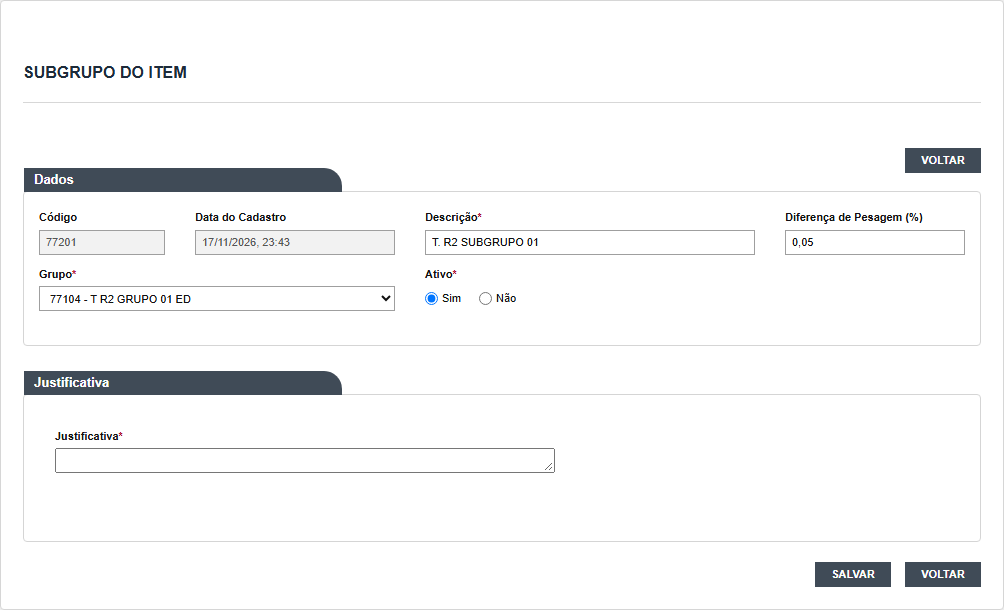 SUBGRUPO DO ITEM
VOLTAR
Dados
Código Data do Cadastro Descrição* Diferença de Pesagem (%)
77201 17/11/2026, 23:43 T. R2 SUBGRUPO 01 0,05
Grupo* Ativo*
77104 - T R2 GRUPO 01 ED Sim Não
Justificativa
Justificativa*
SALVAR VOLTAR